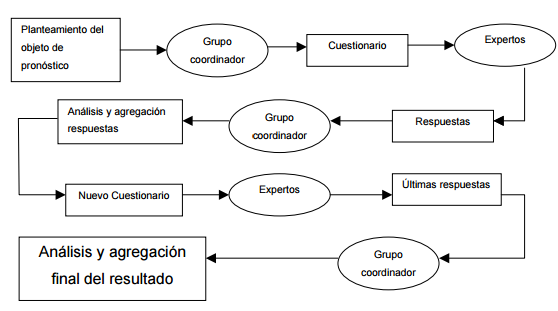 Planteamiento del
objeto de
pronóstico
Grupo
coordinador
Cuestionario
Expertos
Análisis y agregación
respuestas
Grupo
coordinador
Respuestas
Nuevo Cuestionario
Expertos
Últimas respuestas
Análisis y agregación
final del resultado
Grupo
coordinador